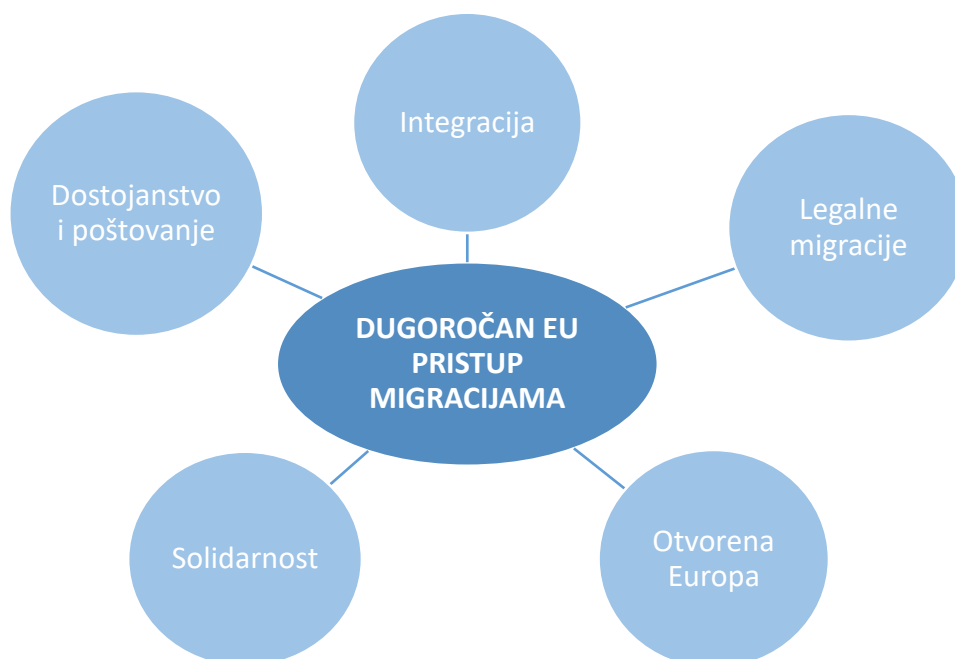 Integracija
Dostojanstvo
i poštovanje
Legalne
migracije
DUGOROČAN EU
PRISTUP
MIGRACIJAMA
Solidarnost
Otvorena
Europa